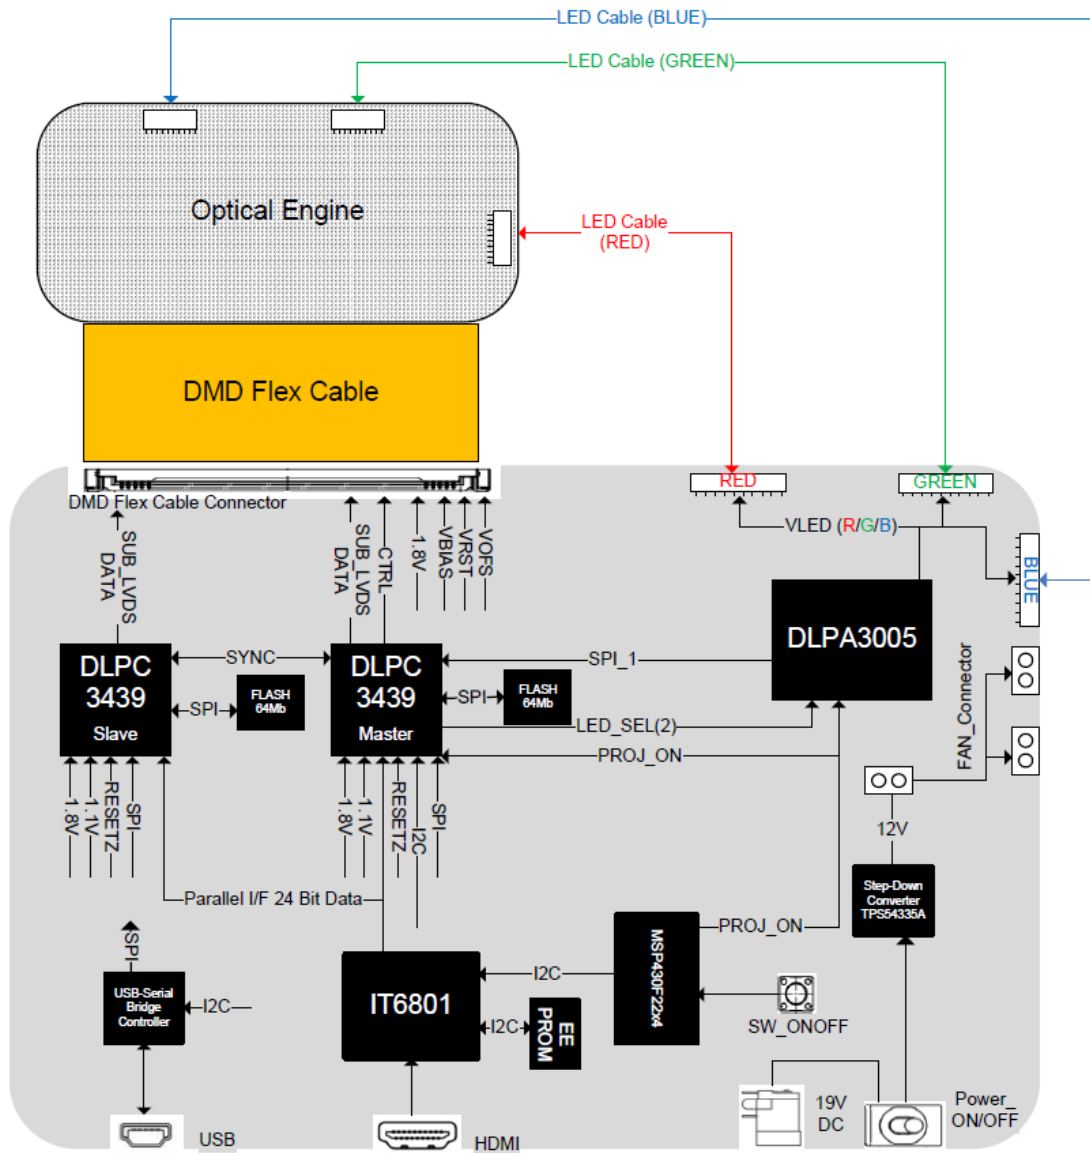 LED Cable (BLUE)
LED Cable (GREEN)
Optical Engine
LED Cable
(RED)
DMD Flex Cable
DMD Flex Cable Connector
RED
GREEN
VLED (R/G/B)
BLUE
SUB_LVDS
DATA
SUB_LVDS
DATA
CTRL
1.8V
VBIAS
VRST
VOFS
DLPC
3439
Slave
SYNC
SPI
FLASH
64Mb
DLPC
3439
Master
SPI
FLASH
64Mb
SPI_1
LED_SEL(2)
PROJ_ON
DLPA3005
FAN_Connector
12V
1.8V
1.1V
RESETZ
SPI
1.8V
1.1V
RESETZ
I2C
SPI
Parallel I/F 24 Bit Data
Step-Down
Converter
TPS54335A
SPI
USB-Serial
Bridge
Controller
I2C
IT6801
I2C
I2C
EE
PROM
MSP430F22x4
PROJ_ON
SW_ONOFF
19V
DC
Power_
ON/OFF
USB
HDMI